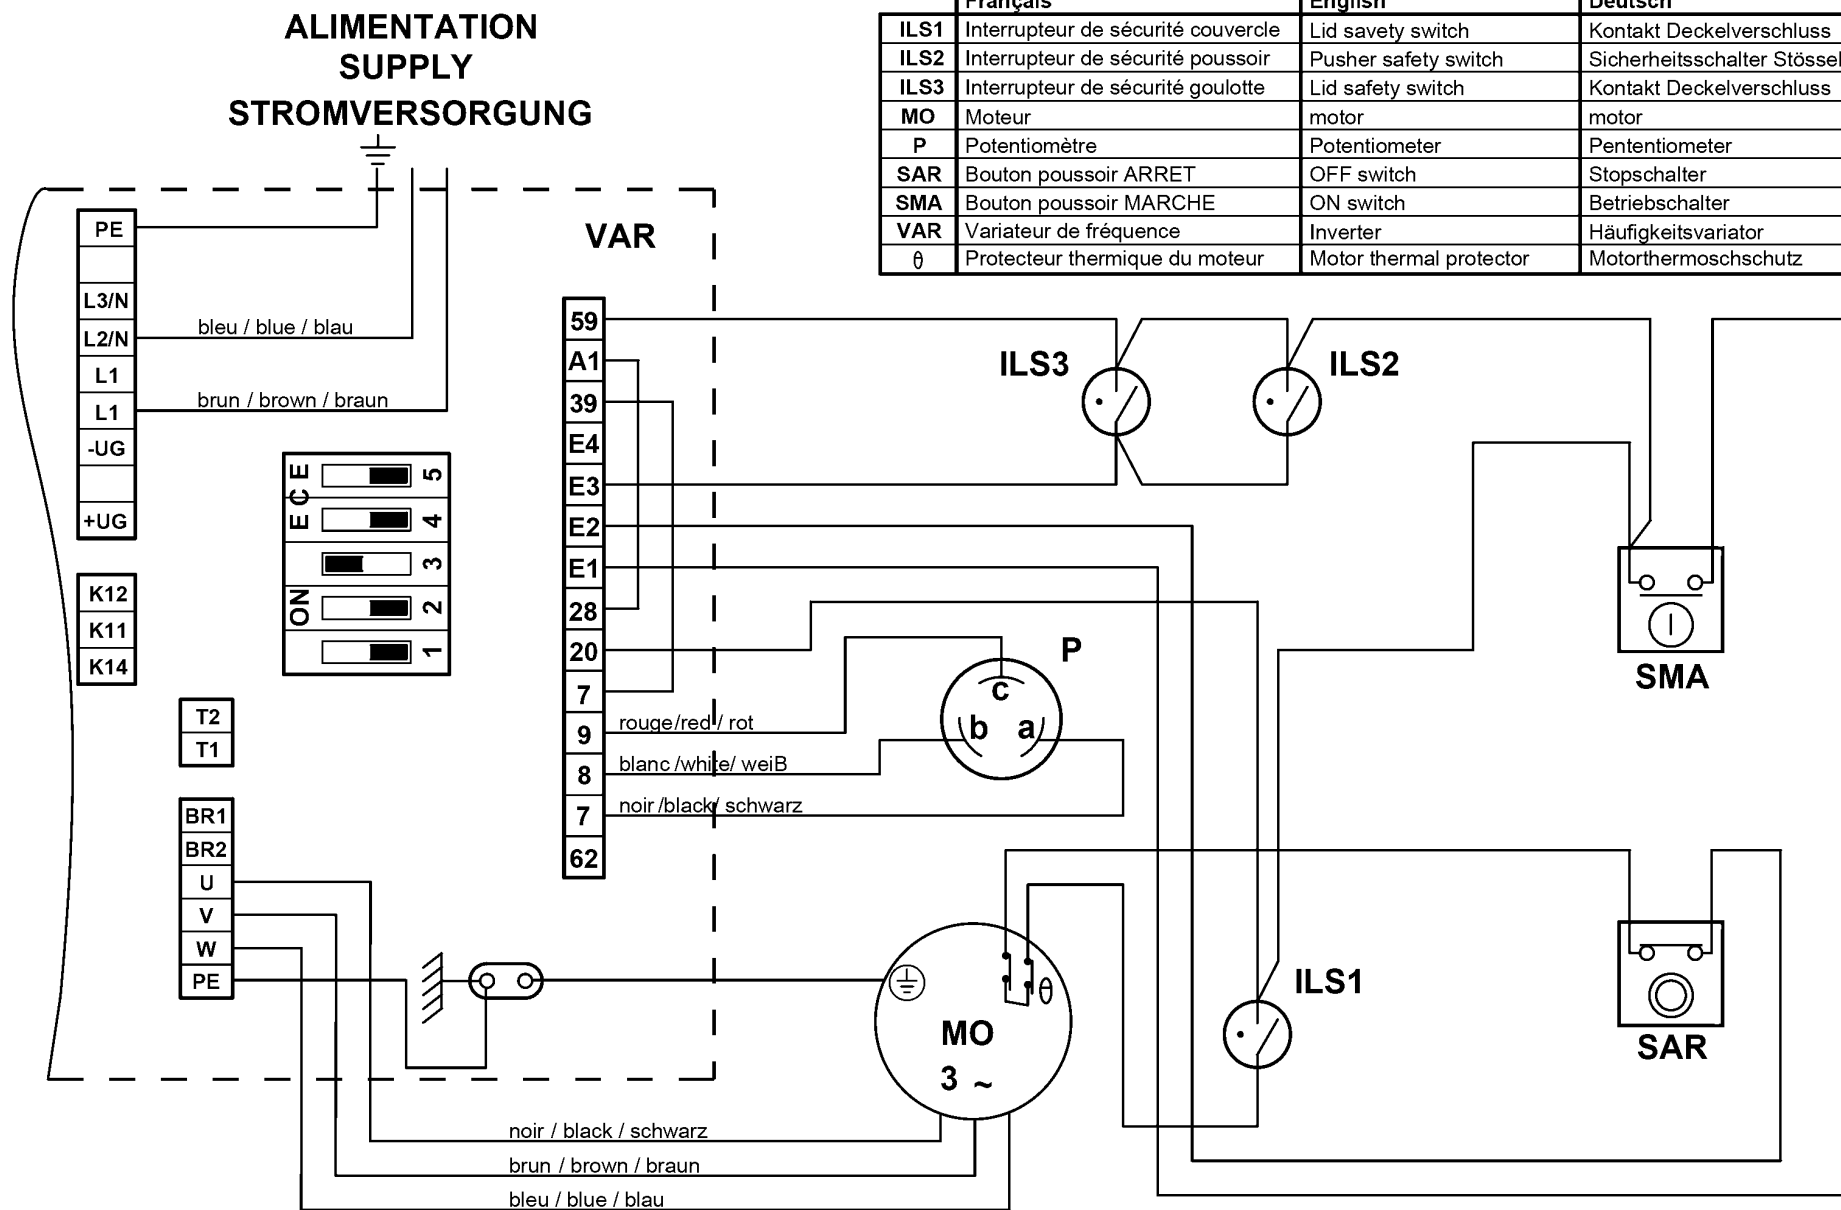 ALIMENTATION
SUPPLY
STROMVERSORGUNG
Français English Deutsch
ILS1 Interrupteur de sécurité couvercle Lid savety switch Kontakt Deckelverschluss
ILS2 Interrupteur de sécurité poussoir Pusher safety switch Sicherheitsschalter Stössel
ILS3 Interrupteur de sécurité goulotte Lid safety switch Kontakt Deckelverschluss
MO Moteur motor motor
P Potentiomètre Potentiometer Pententiometer
SAR Bouton poussoir ARRET OFF switch Stopschalter
SMA Bouton poussoir MARCHE ON switch Betriebschalter
VAR Variateur de fréquence Inverter Häufigkeitsvariator
θ Protecteur thermique du moteur Motor thermal protector Motorthermoschschutz
VAR
PE
L3/N
L2/N
L1
L1
-UG
+UG
bleu / blue / blau
brun / brown / braun
K12
K11
K14
ECE
ON
5
4
3
2
1
T2
T1
BR1
BR2
U
V
W
PE
59
A1
39
E4
E3
E2
E1
28
20
7
9
8
7
62
rouge/red / rot
blanc /white/ weiB
noir /black/ schwarz
ILS3
ILS2
P
c
b
a
SMA
SAR
ILS1
θ
MO
3 ~
noir / black / schwarz
brun / brown / braun
bleu / blue / blau